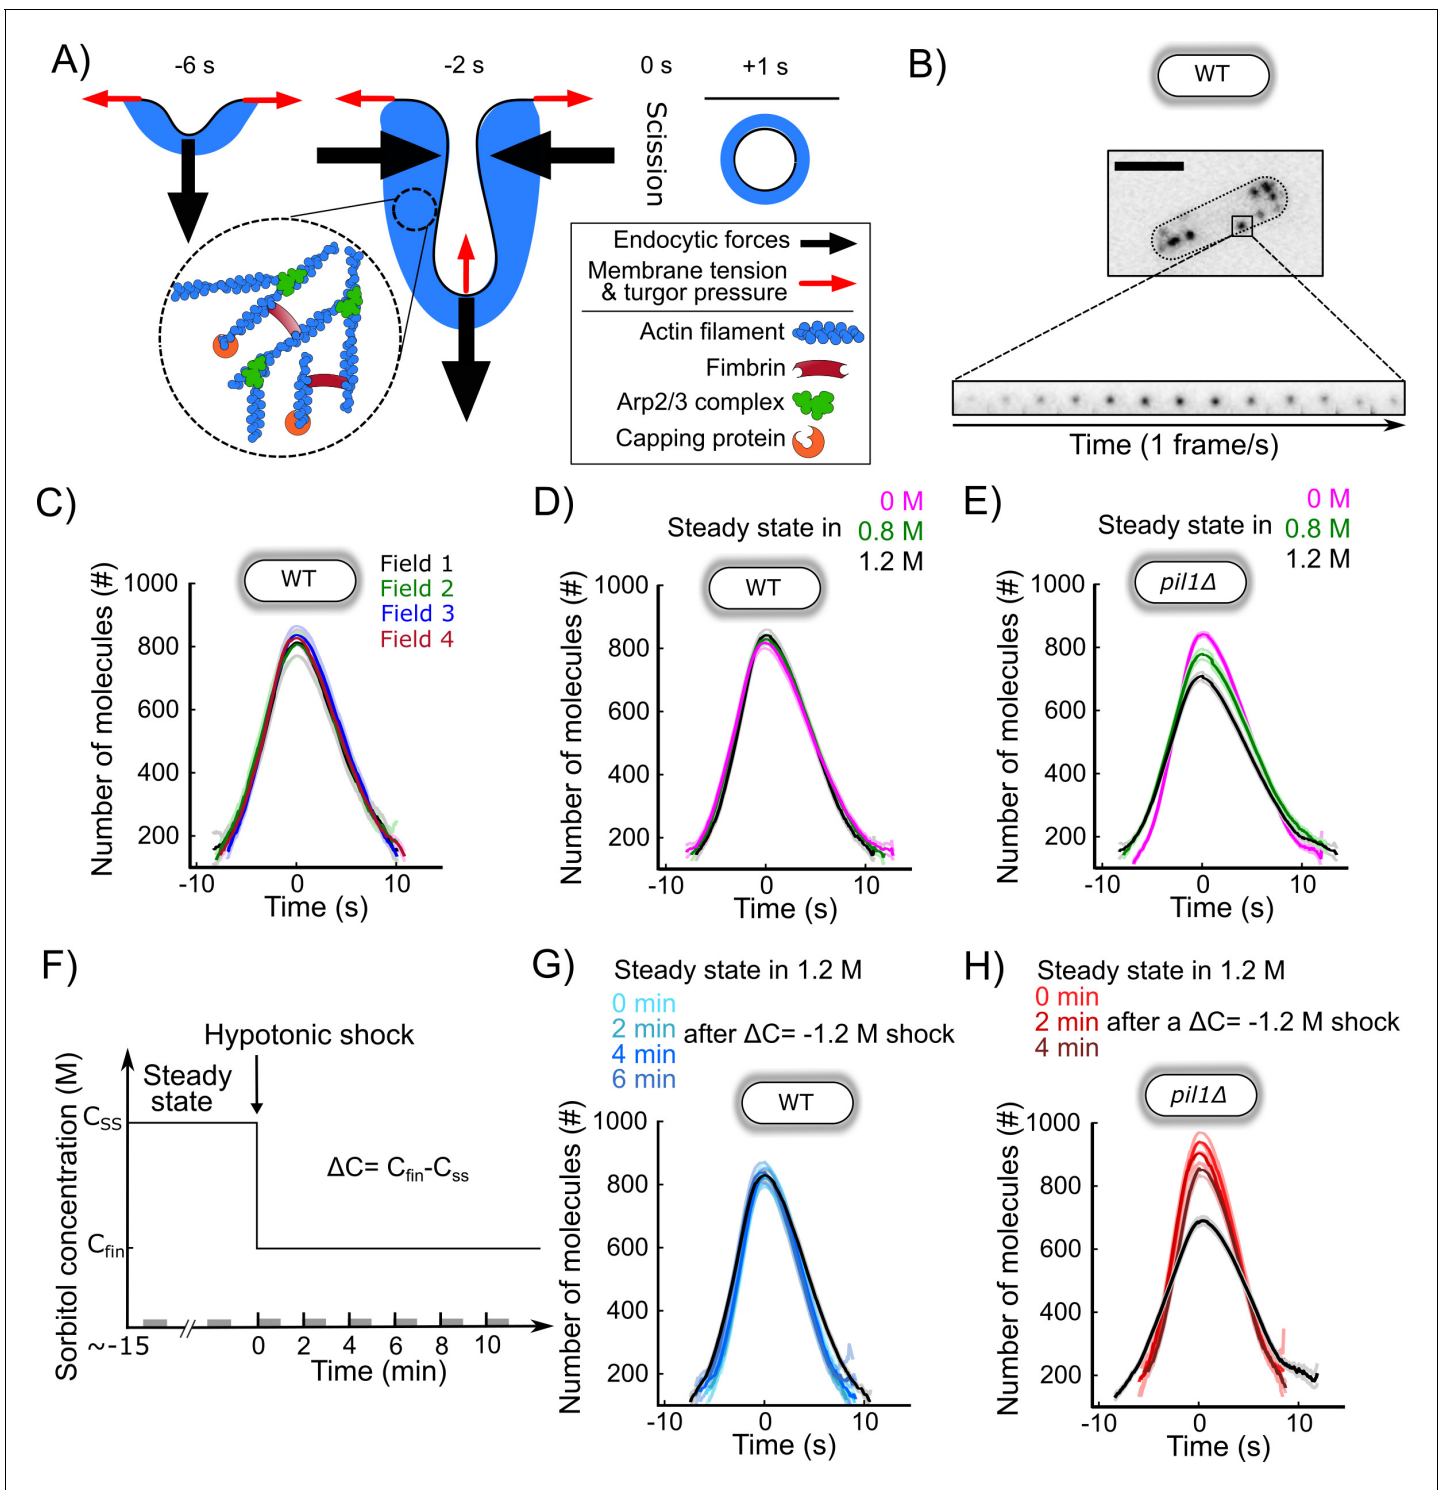 A)
-6 s
-2 s
0 s
+1 s
Scission
Endocytic forces
Membrane tension
& turgor pressure
Actin filament
Fimbrin
Arp2/3 complex
Capping protein
B)
WT
Time (1 frame/s)
C)
WT
Field 1
Field 2
Field 3
Field 4
Number of molecules (#)
1000
800
600
400
200
-10
0
10
Time (s)
D)
Steady state in
0 M
0.8 M
1.2 M
WT
Number of molecules (#)
1000
800
600
400
200
-10
0
10
Time (s)
E)
Steady state in
0 M
0.8 M
1.2 M
pil1Δ
Number of molecules (#)
1000
800
600
400
200
-10
0
10
Time (s)
F)
Hypotonic shock
Steady
state
Sorbitol concentration (M)
CSS
Cfin
ΔC= Cfin-Css
~-15
0
2
4
6
8
10
Time (min)
G)
Steady state in 1.2 M
0 min
2 min
4 min
6 min
after ΔC= -1.2 M shock
WT
Number of molecules (#)
1000
800
600
400
200
-10
0
10
Time (s)
H)
Steady state in 1.2 M
0 min
2 min
4 min
after a ΔC= -1.2 M shock
pil1Δ
Number of molecules (#)
1000
800
600
400
200
-10
0
10
Time (s)